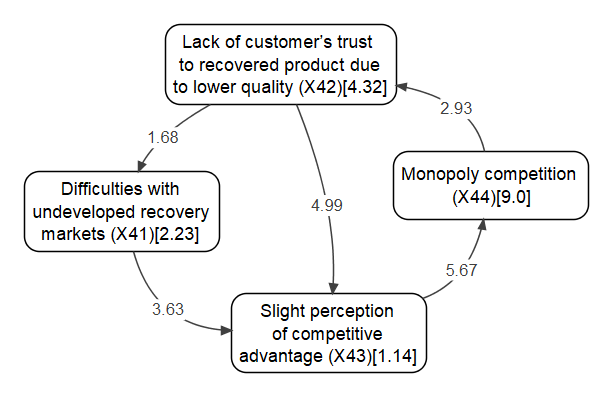 Lack of customer's trust
to recovered product due
to lower quality (X42)[4.32]
1.68
2.93
4.99
Difficulties with
undeveloped recovery
markets (X41)[2.23]
Monopoly competition
(X44)[9.0]
3.63
5.67
Slight perception
of competitive
advantage (X43)[1.14]